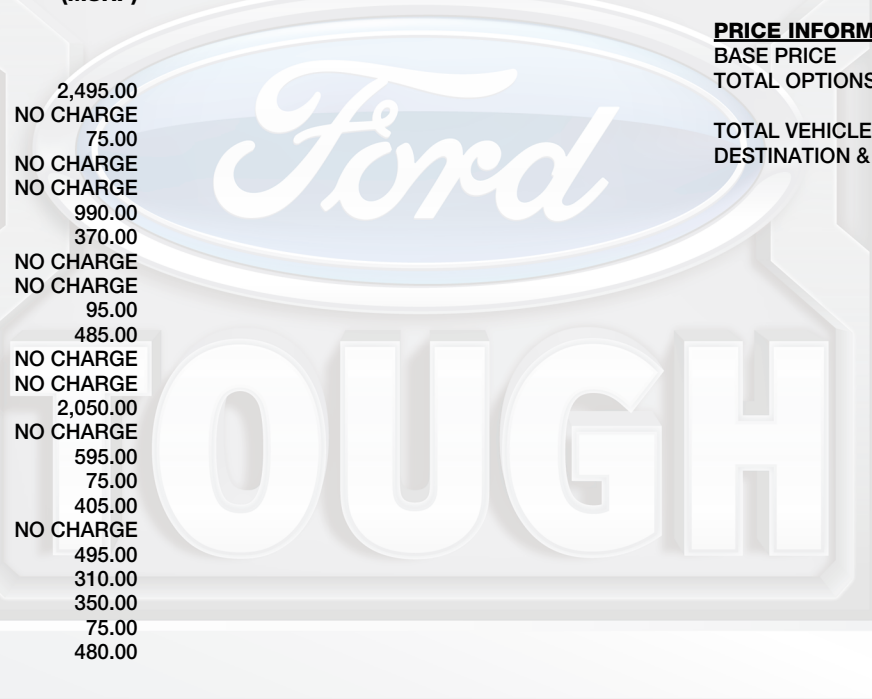 2,495.00
NO CHARGE
75.00
NO CHARGE
NO CHARGE
990.00
370.00
NO CHARGE
NO CHARGE
95.00
485.00
NO CHARGE
NO CHARGE
2,050.00
NO CHARGE
595.00
75.00
405.00
NO CHARGE
495.00
310.00
350.00
75.00
480.00
PRICE INFORM
BASE PRICE
TOTAL OPTIONS
TOTAL VEHICLE
DESTINATION &
Ford
TOUGH